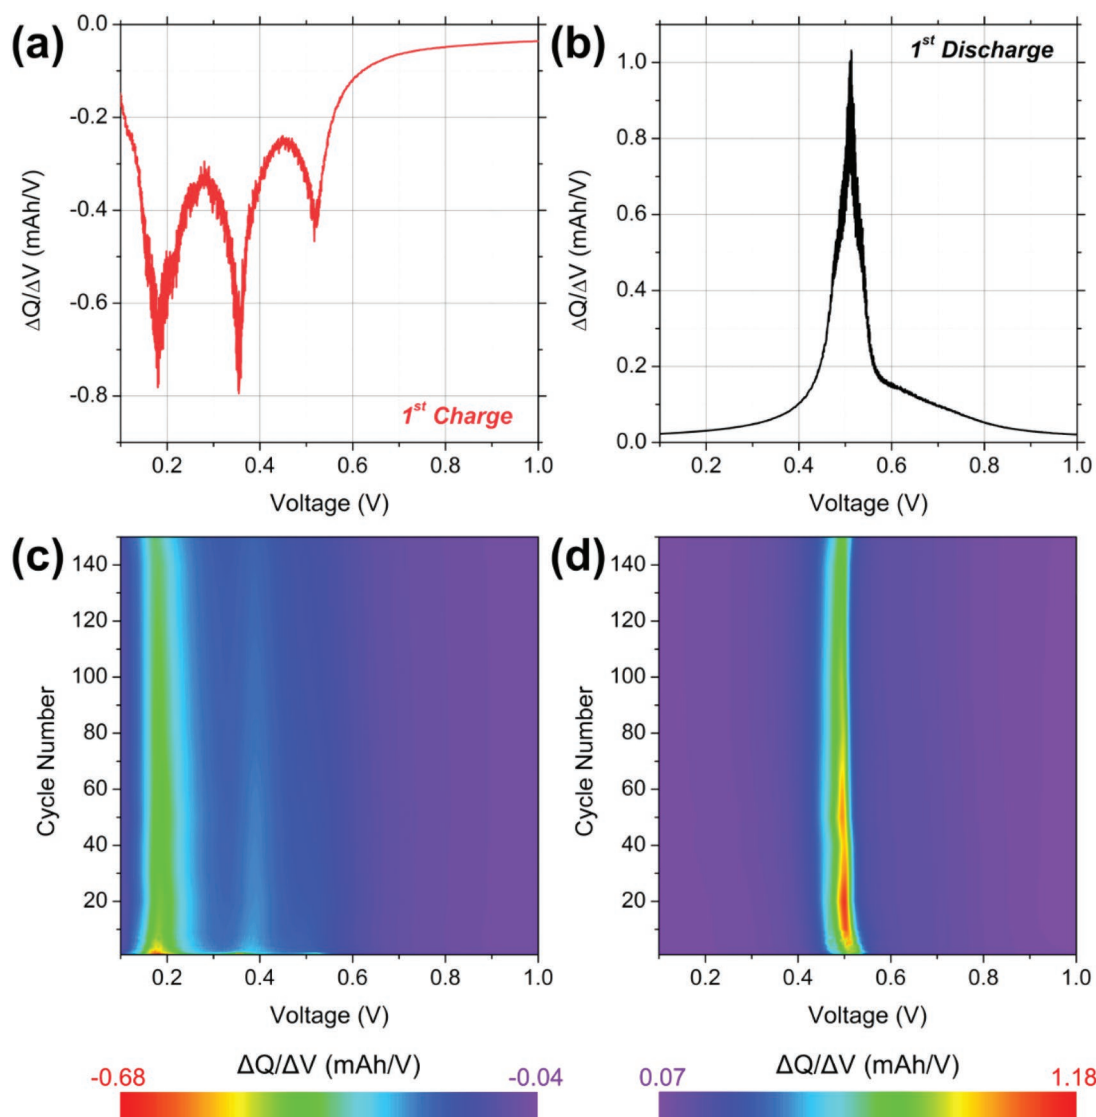 (a)
0.0
-0.2
-0.4
-0.6
-0.8
ΔQ/ΔV (mAh/V)
1st Charge
0.2 0.4 0.6 0.8 1.0
Voltage (V)
(b)
1st Discharge
1.0
0.8
0.6
0.4
0.2
0.0
ΔQ/ΔV (mAh/V)
0.2 0.4 0.6 0.8 1.0
Voltage (V)
(c)
140
120
100
80
60
40
20
Cycle Number
0.2 0.4 0.6 0.8 1.0
Voltage (V)
ΔQ/ΔV (mAh/V)
-0.68 -0.04
(d)
140
120
100
80
60
40
20
Cycle Number
0.2 0.4 0.6 0.8 1.0
Voltage (V)
ΔQ/ΔV (mAh/V)
0.07 1.18